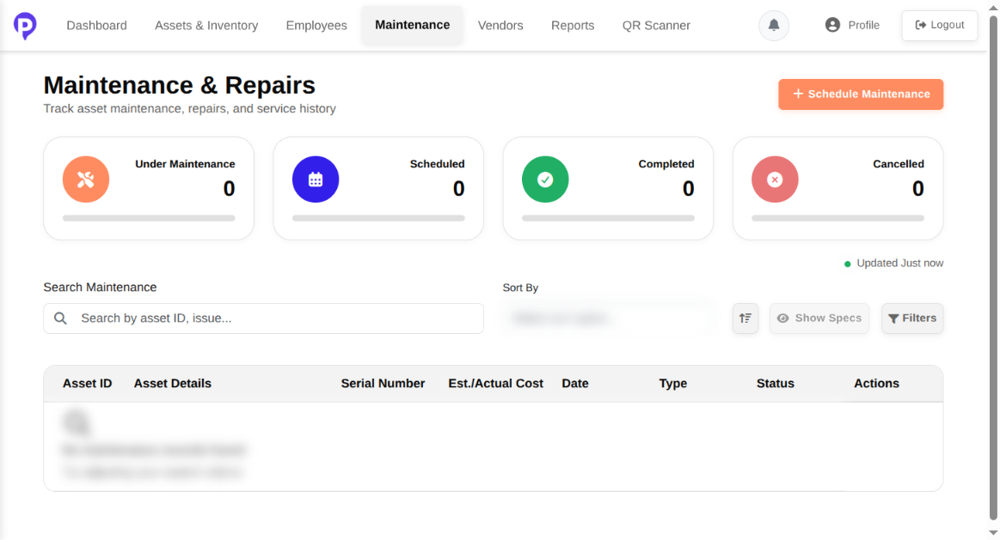 Dashboard Assets & Inventory Employees Maintenance Vendors Reports QR Scanner Profile Logout
Maintenance & Repairs
Track asset maintenance, repairs, and service history
Schedule Maintenance
Under Maintenance
0
Scheduled
0
Completed
0
Cancelled
0
Updated Just now
Search Maintenance
Search by asset ID, issue...
Sort By
Show Specs
Filters
Asset ID Asset Details Serial Number Est./Actual Cost Date Type Status Actions